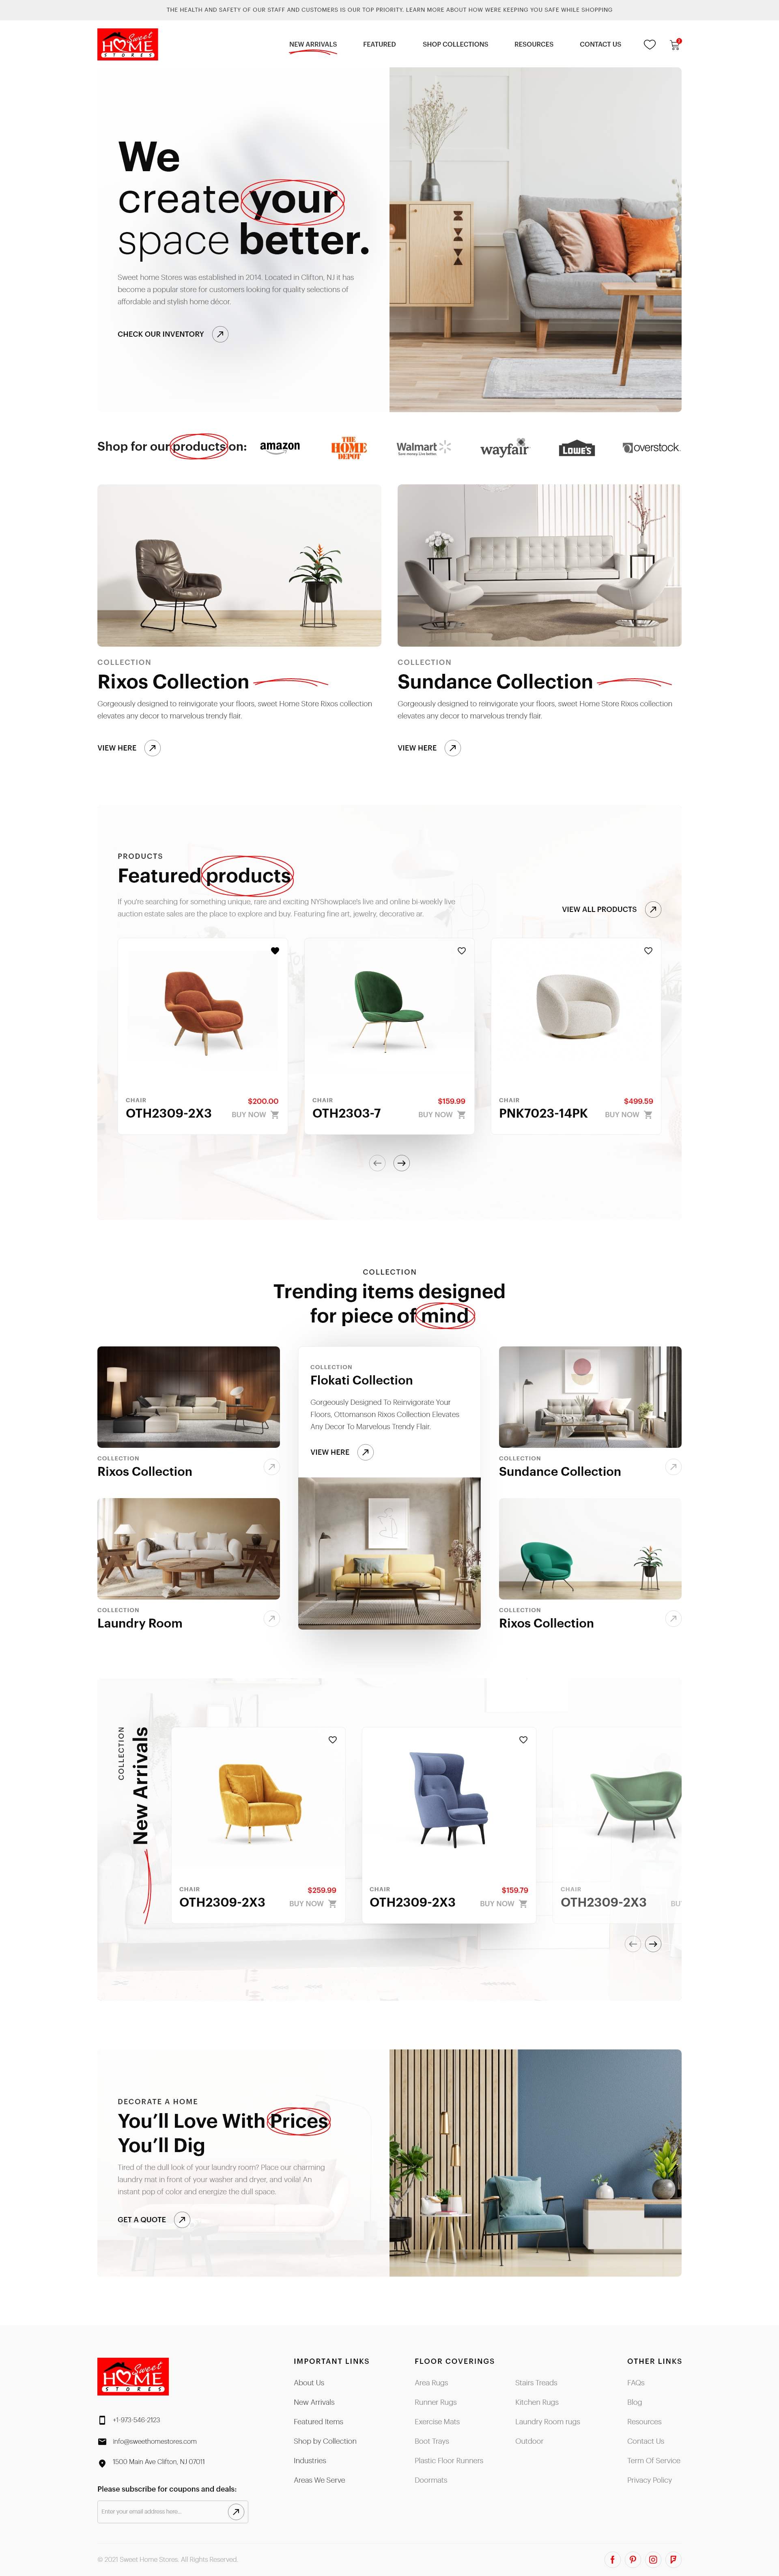 THE HEALTH AND SAFETY OF OUR STAFF AND CUSTOMERS IS OUR TOP PRIORITY. LEARN MORE ABOUT HOW WERE KEEPING YOU SAFE WHILE SHOPPING
Sweet
HOME
STORES
NEW ARRIVALS
FEATURED
SHOP COLLECTIONS
RESOURCES
CONTACT US
We
create your
space better.
Sweet home Stores was established in 2014. Located in Clifton, NJ it has
become a popular store for customers looking for quality selections of
affordable and stylish home décor.
CHECK OUR INVENTORY
Shop for our products on:
amazon
THE
HOME
DEPOT
Walmart
Save money. Live better.
wayfair
LOWE'S
overstock.
COLLECTION
Rixos Collection
Gorgeously designed to reinvigorate your floors, sweet Home Store Rixos collection
elevates any decor to marvelous trendy flair.
VIEW HERE
COLLECTION
Sundance Collection
Gorgeously designed to reinvigorate your floors, sweet Home Store Rixos collection
elevates any decor to marvelous trendy flair.
VIEW HERE
PRODUCTS
Featured products
If you're searching for something unique, rare and exciting NYShowplace's live and online bi-weekly live
auction estate sales are the place to explore and buy. Featuring fine art, jewelry, decorative ar.
VIEW ALL PRODUCTS
CHAIR
$200.00
OTH2309-2X3
BUY NOW
CHAIR
$159.99
OTH2303-7
BUY NOW
CHAIR
$499.59
PNK7023-14PK
BUY NOW
COLLECTION
Trending items designed
for piece of mind
COLLECTION
Rixos Collection
COLLECTION
Laundry Room
COLLECTION
Flokati Collection
Gorgeously Designed To Reinvigorate Your
Floors, Ottomanson Rixos Collection Elevates
Any Decor To Marvelous Trendy Flair.
VIEW HERE
COLLECTION
Sundance Collection
COLLECTION
Rixos Collection
COLLECTION
New Arrivals
CHAIR
$259.99
OTH2309-2X3
BUY NOW
CHAIR
$159.79
OTH2309-2X3
BUY NOW
CHAIR
OTH2309-2X3
BU
DECORATE A HOME
You'll Love With Prices
You'll Dig
Tired of the dull look of your laundry room? Place our charming
laundry mat in front of your washer and dryer, and viola! An
instant pop of color and energize the dull space.
GET A QUOTE
Sweet
HOME
STORES
+1-973-546-2123
info@sweethomestores.com
1500 Main Ave Clifton, NJ 07011
Please subscribe for coupons and deals:
Enter your email address here...
IMPORTANT LINKS
About Us
New Arrivals
Featured Items
Shop by Collection
Industries
Areas We Serve
FLOOR COVERINGS
Area Rugs
Runner Rugs
Exercise Mats
Boot Trays
Plastic Floor Runners
Doormats
Stairs Treads
Kitchen Rugs
Laundry Room rugs
Outdoor
OTHER LINKS
FAQs
Blog
Resources
Contact Us
Term Of Service
Privacy Policy
© 2021 Sweet Home Stores. All Rights Reserved.